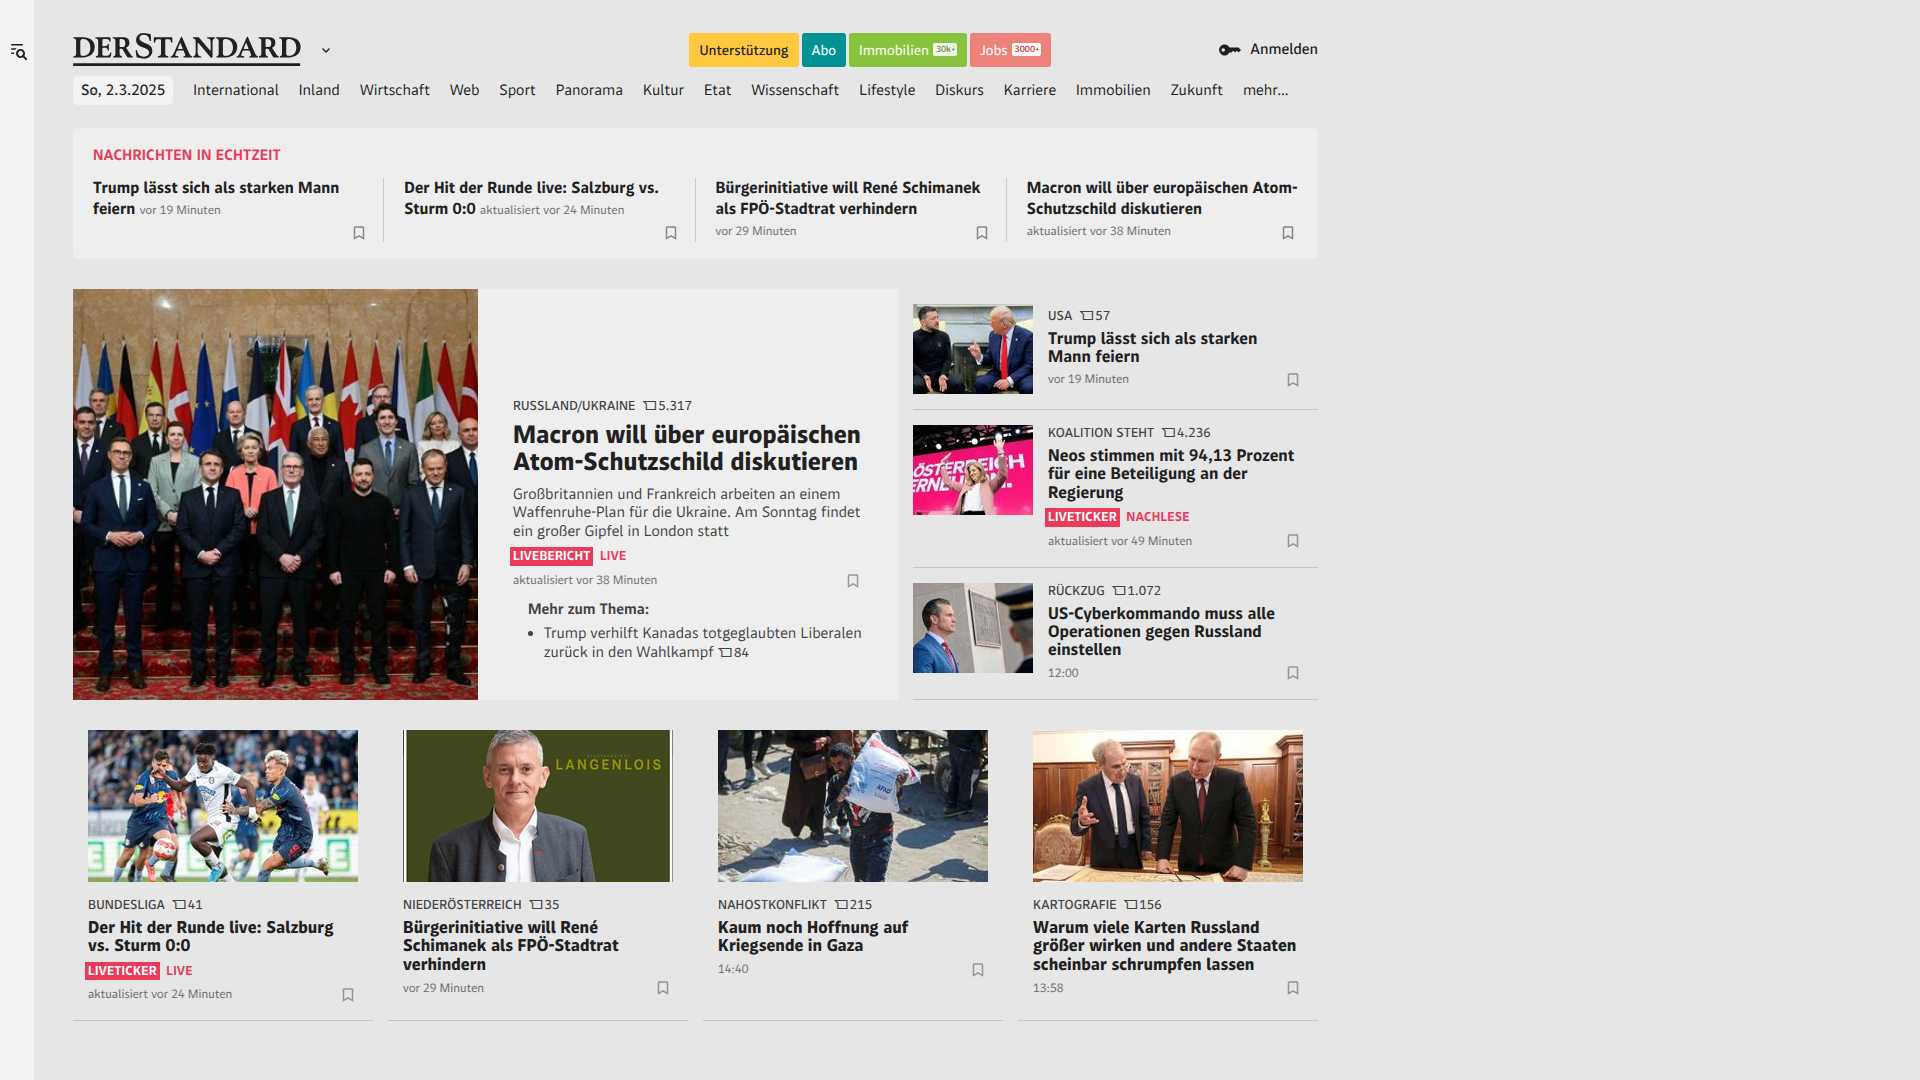 DERSTANDARD
Unterstützung
Abo
Immobilien 30k+
Jobs 3000+
Anmelden
So, 2.3.2025
International
Inland
Wirtschaft
Web
Sport
Panorama
Kultur
Etat
Wissenschaft
Lifestyle
Diskurs
Karriere
Immobilien
Zukunft
mehr...
NACHRICHTEN IN ECHTZEIT
Trump lässt sich als starken Mann
feiern vor 19 Minuten
Der Hit der Runde live: Salzburg vs.
Sturm 0:0 aktualisiert vor 24 Minuten
Bürgerinitiative will René Schimanek
als FPÖ-Stadtrat verhindern
vor 29 Minuten
Macron will über europäischen Atom-
Schutzschild diskutieren
aktualisiert vor 38 Minuten
RUSSLAND/UKRAINE 5.317
Macron will über europäischen
Atom-Schutzschild diskutieren
Großbritannien und Frankreich arbeiten an einem
Waffenruhe-Plan für die Ukraine. Am Sonntag findet
ein großer Gipfel in London statt
LIVEBERICHT LIVE
aktualisiert vor 38 Minuten
Mehr zum Thema:
• Trump verhilft Kanadas totgeglaubten Liberalen
zurück in den Wahlkampf 84
USA 57
Trump lässt sich als starken
Mann feiern
vor 19 Minuten
KOALITION STEHT 4.236
Neos stimmen mit 94,13 Prozent
für eine Beteiligung an der
Regierung
LIVETICKER NACHLESE
aktualisiert vor 49 Minuten
RÜCKZUG 1.072
US-Cyberkommando muss alle
Operationen gegen Russland
einstellen
12:00
BUNDESLIGA 41
Der Hit der Runde live: Salzburg
vs. Sturm 0:0
LIVETICKER LIVE
aktualisiert vor 24 Minuten
LANGENLOIS
NIEDERÖSTERREICH 35
Bürgerinitiative will René
Schimanek als FPÖ-Stadtrat
verhindern
vor 29 Minuten
NAHOSTKONFLIKT 215
Kaum noch Hoffnung auf
Kriegsende in Gaza
14:40
KARTOGRAFIE 156
Warum viele Karten Russland
größer wirken und andere Staaten
scheinbar schrumpfen lassen
13:58